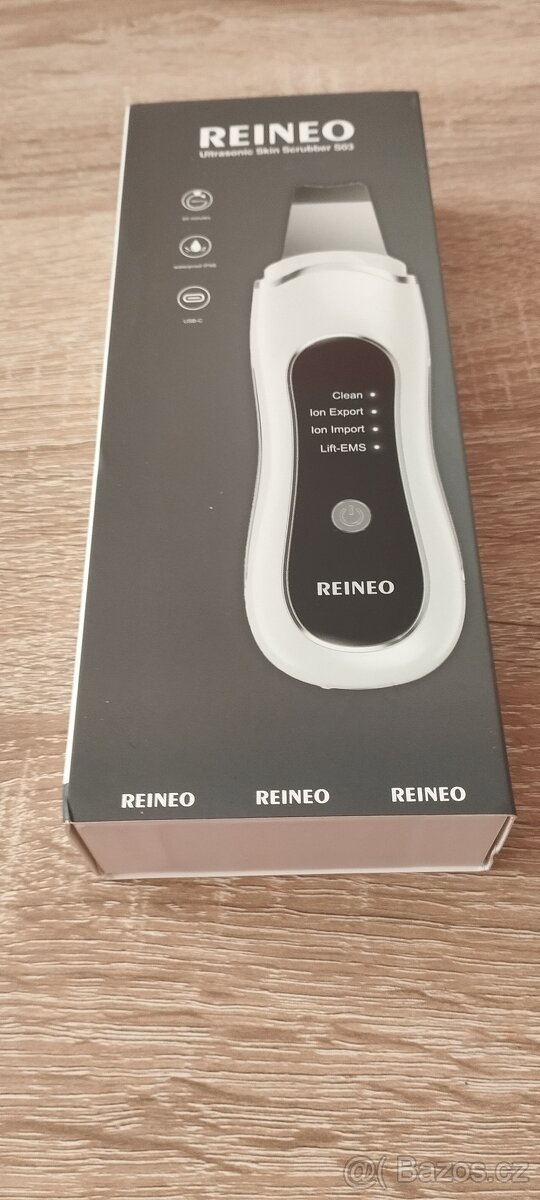 REINEO
Ultrasonic Skin Scrubber S03
USB-C
Clean
Ion Export
Ion Import
Lift-EMS
REINEO
REINEO REINEO REINEO
@( Bazos.cz